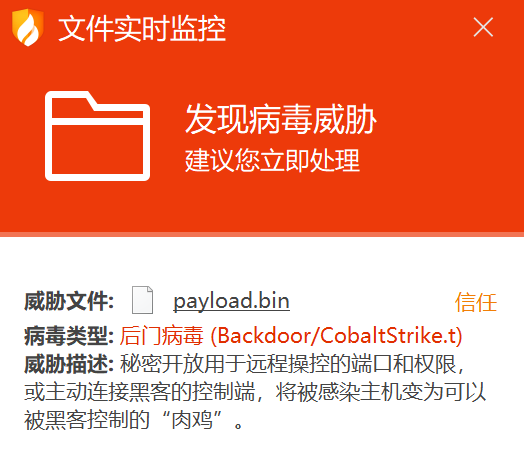 文件实时监控
发现病毒威胁
建议您立即处理
威胁文件: payload.bin 信任
病毒类型: 后门病毒 (Backdoor/CobaltStrike.t)
威胁描述: 秘密开放用于远程操控的端口和权限，
或主动连接黑客的控制端，将被感染主机变为可以
被黑客控制的“肉鸡”。